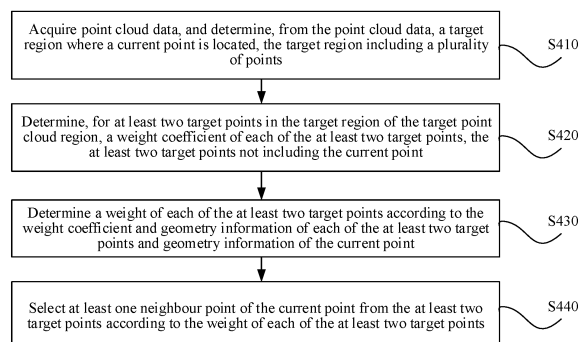 Acquire point cloud data, and determine, from the point cloud data, a target
region where a current point is located, the target region including a plurality
of points
S410
Determine, for at least two target points in the target region of the target point
cloud region, a weight coefficient of each of the at least two target points, the
at least two target points not including the current point
S420
Determine a weight of each of the at least two target points according to the
weight coefficient and geometry information of each of the at least two target
points and geometry information of the current point
S430
Select at least one neighbour point of the current point from the at least two
target points according to the weight of each of the at least two target points
S440